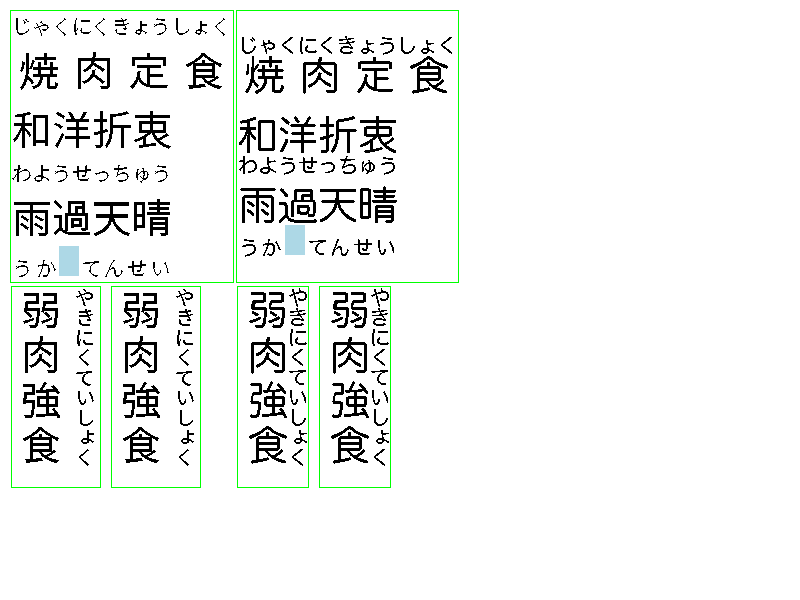 じゃくにくきょうしょく
焼肉定食
和洋折衷
わようせっちゅう
雨過天晴
うかてんせい
じゃくにくきょうしょく
焼肉定食
和洋折衷
わようせっちゅう
雨過天晴
うかてんせい
弱肉強食
やきにくていしょく
弱肉強食
やきにくていしょく
弱肉強食
やきにくていしょく
弱肉強食
やきにくていしょく